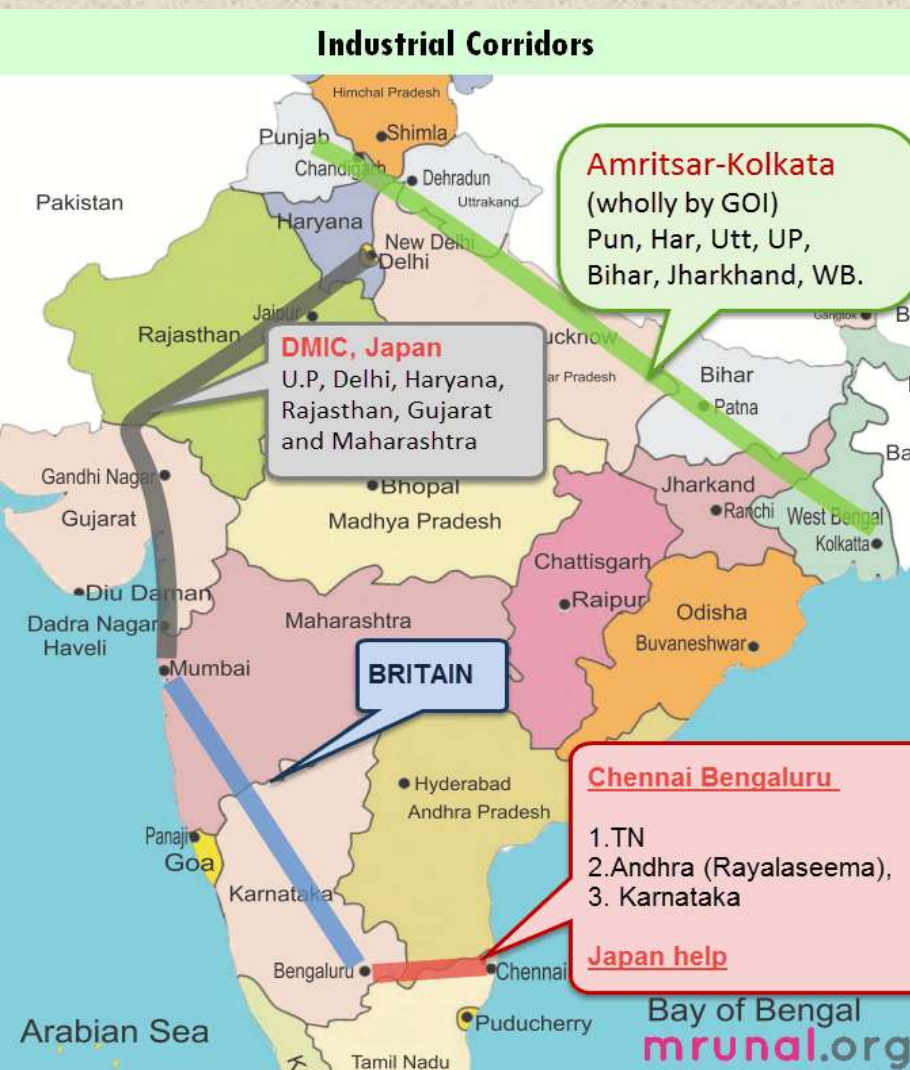 Industrial Corridors
Himchal Pradesh
Punjab
Shimla
Chandigarh
Dehradun
Uttrakand
Pakistan
Haryana
New Delhi
Delhi
Amritsar-Kolkata
(wholly by GOI)
Pun, Har, Utt, UP,
Bihar, Jharkhand, WB.
Jaipur
Rajasthan
DMIC, Japan
U.P, Delhi, Haryana,
Rajasthan, Gujarat
and Maharashtra
ucknow
ar Pradesh
Gangtok
B
Bihar
Patna
Ba
Gandhi Nagar
Gujarat
Bhopal
Madhya Pradesh
Jharkand
Ranchi
West Bengal
Kolkatta
Chattisgarh
Raipur
Odisha
Buvaneshwar
Diu Daman
Dadra Nagar
Haveli
Maharashtra
Mumbai
BRITAIN
Hyderabad
Andhra Pradesh
Chennai Bengaluru
1.TN
2.Andhra (Rayalaseema),
3. Karnataka
Japan help
Panaji
Goa
Karnataka
Bengaluru
Chennai
Puducherry
Arabian Sea
Bay of Bengal
K
Tamil Nadu
mrunal.org